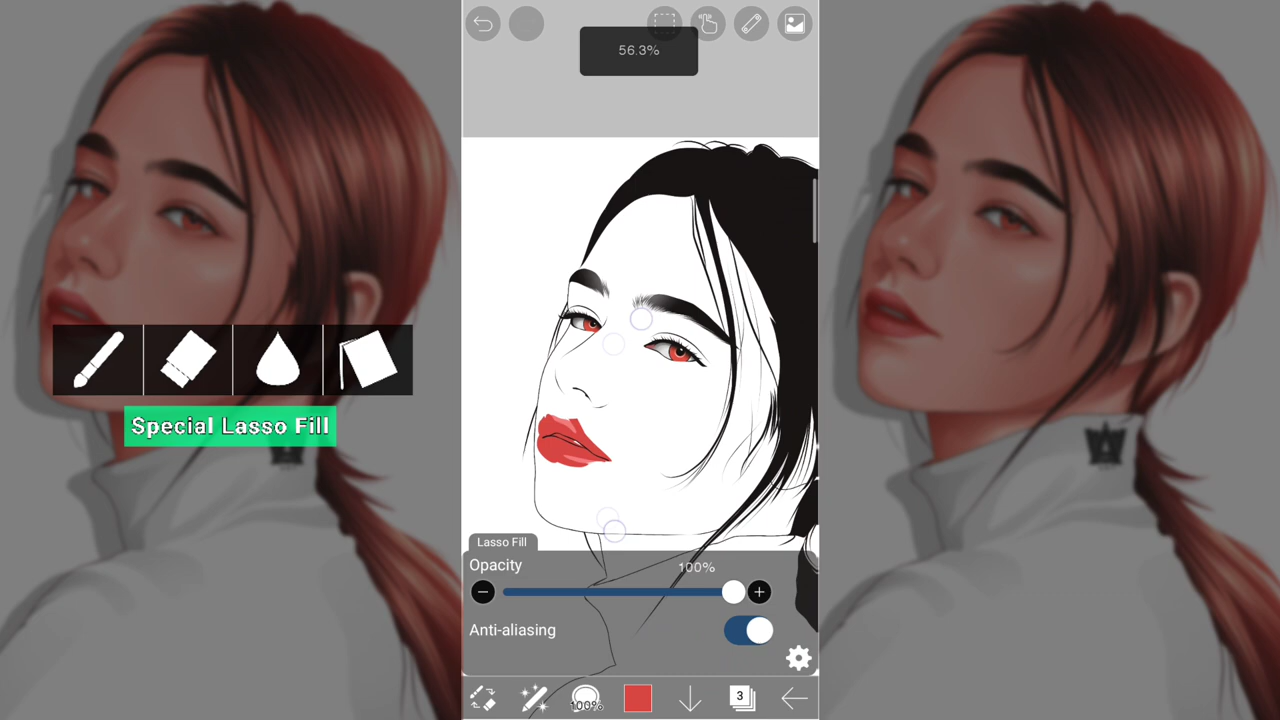 56.3%
Special Lasso Fill
Lasso Fill
Opacity
100%
Anti-aliasing
100%
3